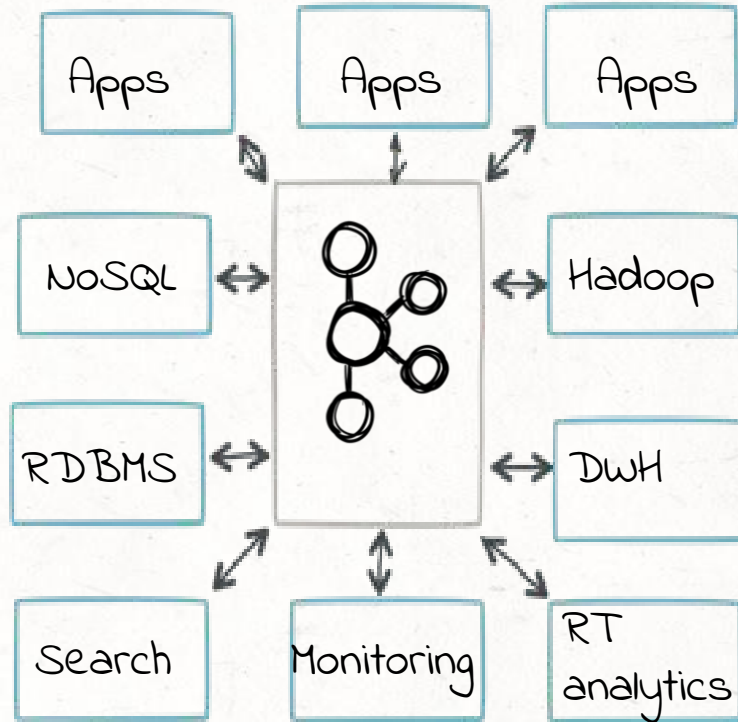 Apps
Apps
Apps
NoSQL
Hadoop
RDBMS
DWH
Search
Monitoring
RT
analytics